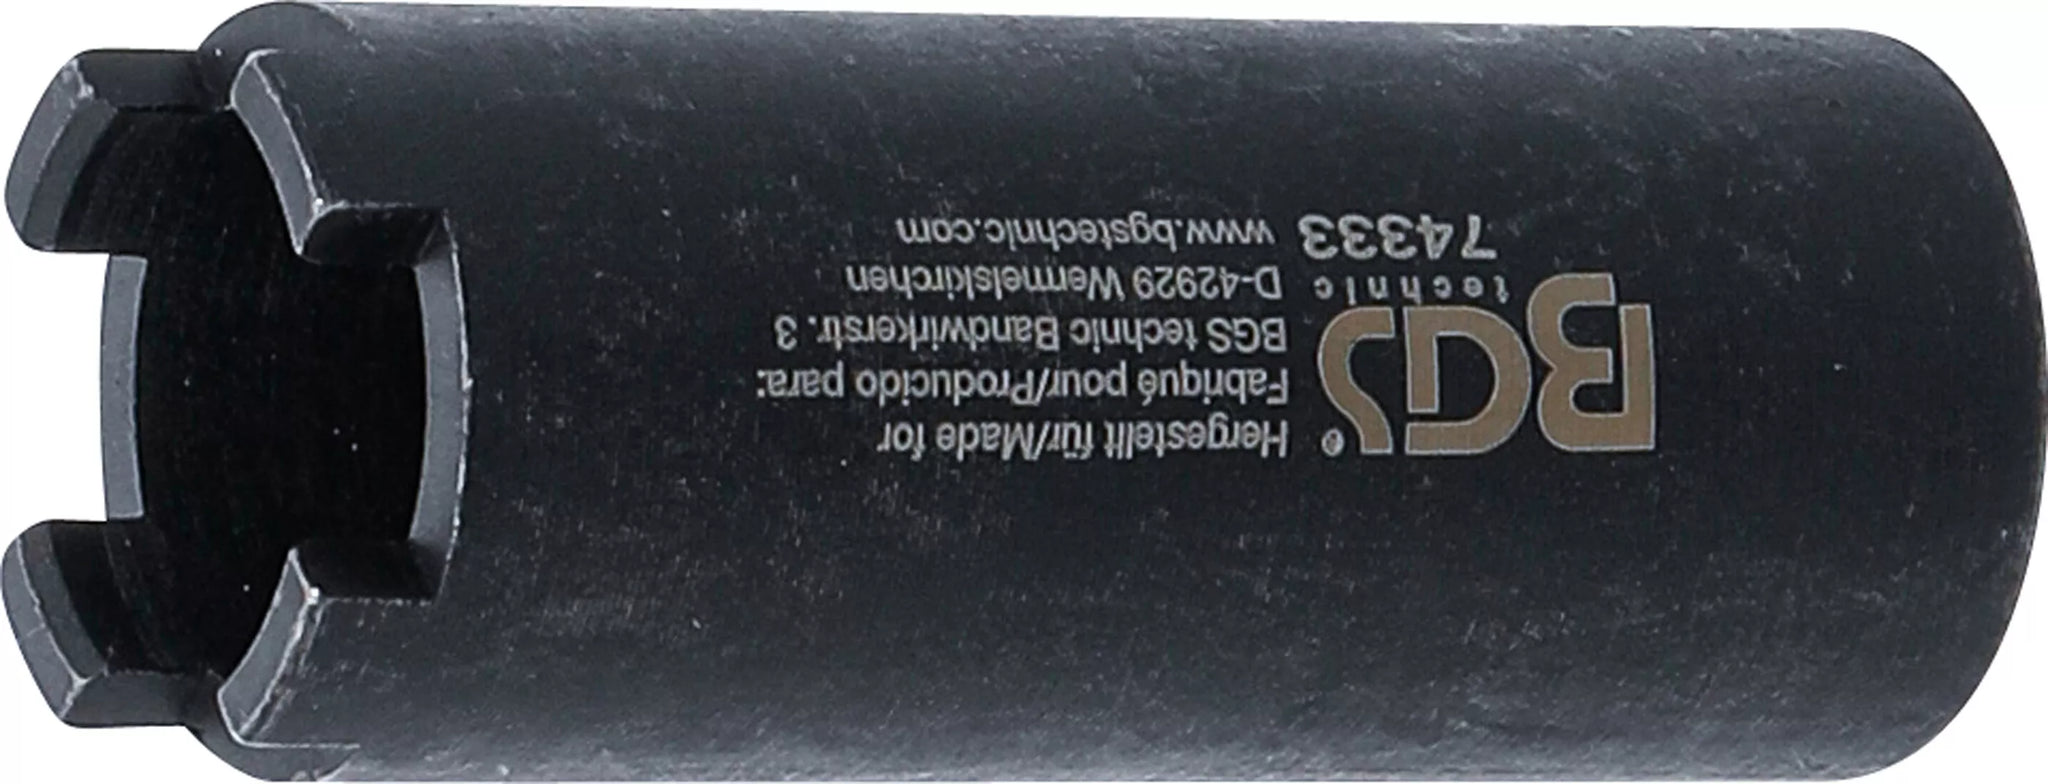 BGS®
technic
74333
Hergestellt für/Made for
Fabriqué pour/Producido para:
BGS technic Bandwirkerstr. 3
D-42929 Wermelskirchen
www.bgstechnic.com